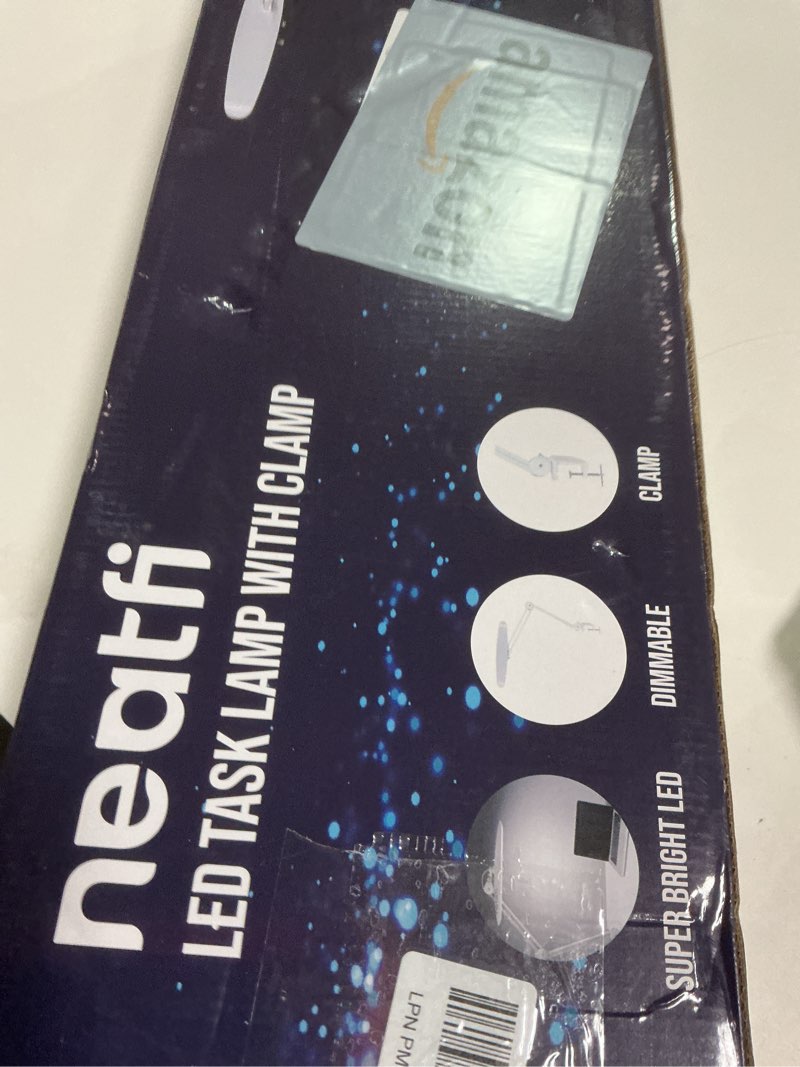 neatfi
LED TASK LAMP WITH CLAMP
SUPER BRIGHT LED
DIMMABLE
CLAMP
amazon
LPN PM